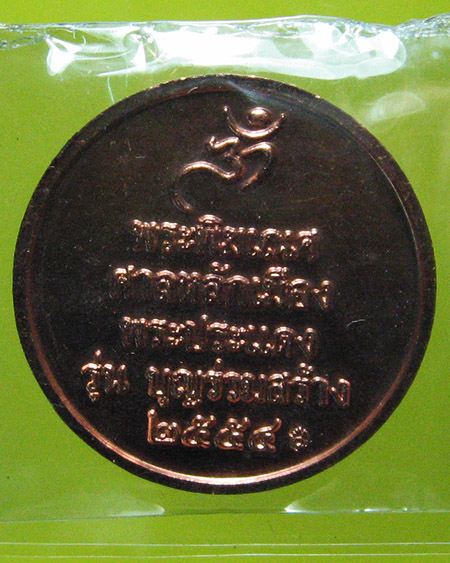 พระพิฆเนศ
ศาลหลักเมือง
พระประแดง
รุ่น บุญร่วมสร้าง
๒๕๕๔